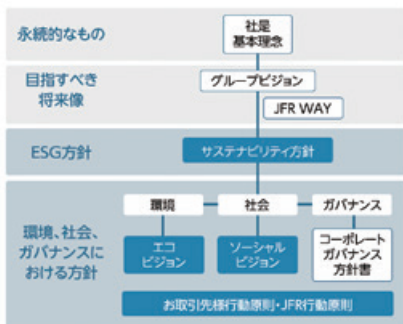 永続的なもの
社是
基本理念
目指すべき
将来像
グループビジョン
JFR WAY
ESG方針
サステナビリティ方針
環境、社会、
ガバナンスに
おける方針
環境
社会
ガバナンス
エコ
ビジョン
ソーシャル
ビジョン
コーポレート
ガバナンス
方針書
お取引先様行動原則・JFR行動原則